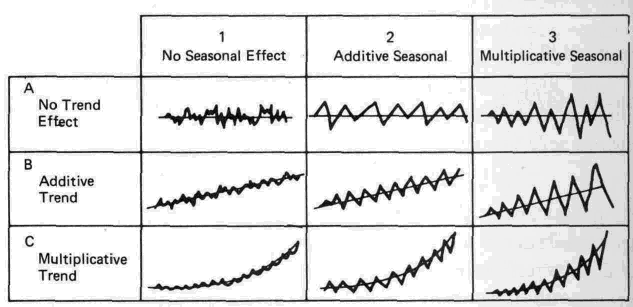 1
No Seasonal Effect
2
Additive Seasonal
3
Multiplicative Seasonal
A
No Trend
Effect
B
Additive
Trend
C
Multiplicative
Trend